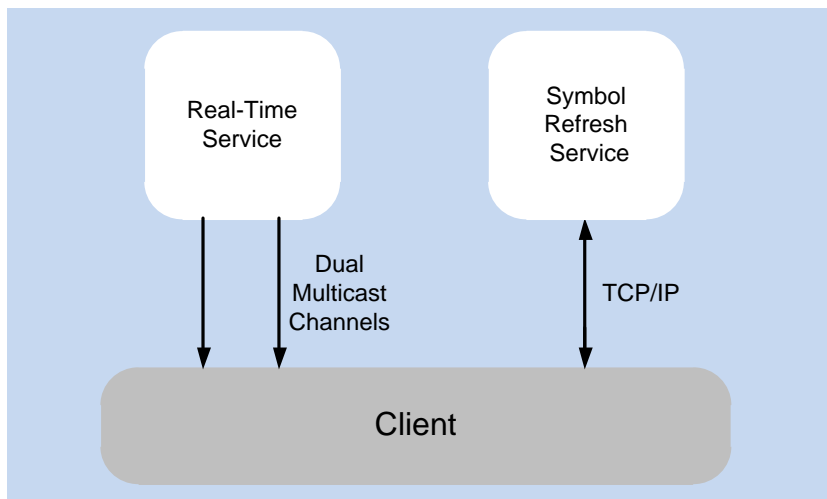 Real-Time
Service
Symbol
Refresh
Service
Dual
Multicast
Channels
TCP/IP
Client